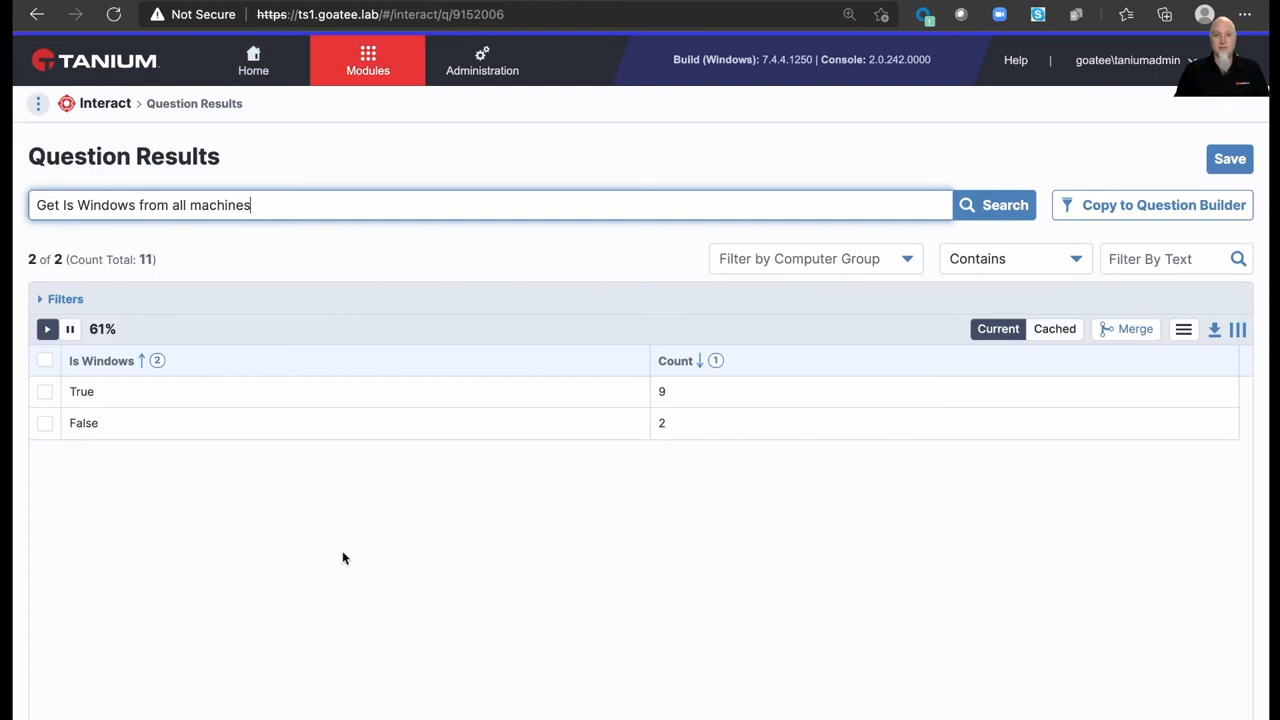 Not Secure https://ts1.goatee.lab/#/interact/q/9152006
TANIUM
Home
Modules
Administration
Build (Windows): 7.4.4.1250 | Console: 2.0.242.0000
Help | goatee\taniumadmin
Interact > Question Results
Question Results
Save
Get Is Windows from all machines
Search
Copy to Question Builder
2 of 2 (Count Total: 11)
Filter by Computer Group
Contains
Filter By Text
Filters
61%
Current
Cached
Merge
Is Windows 2
Count 1
True 9
False 2